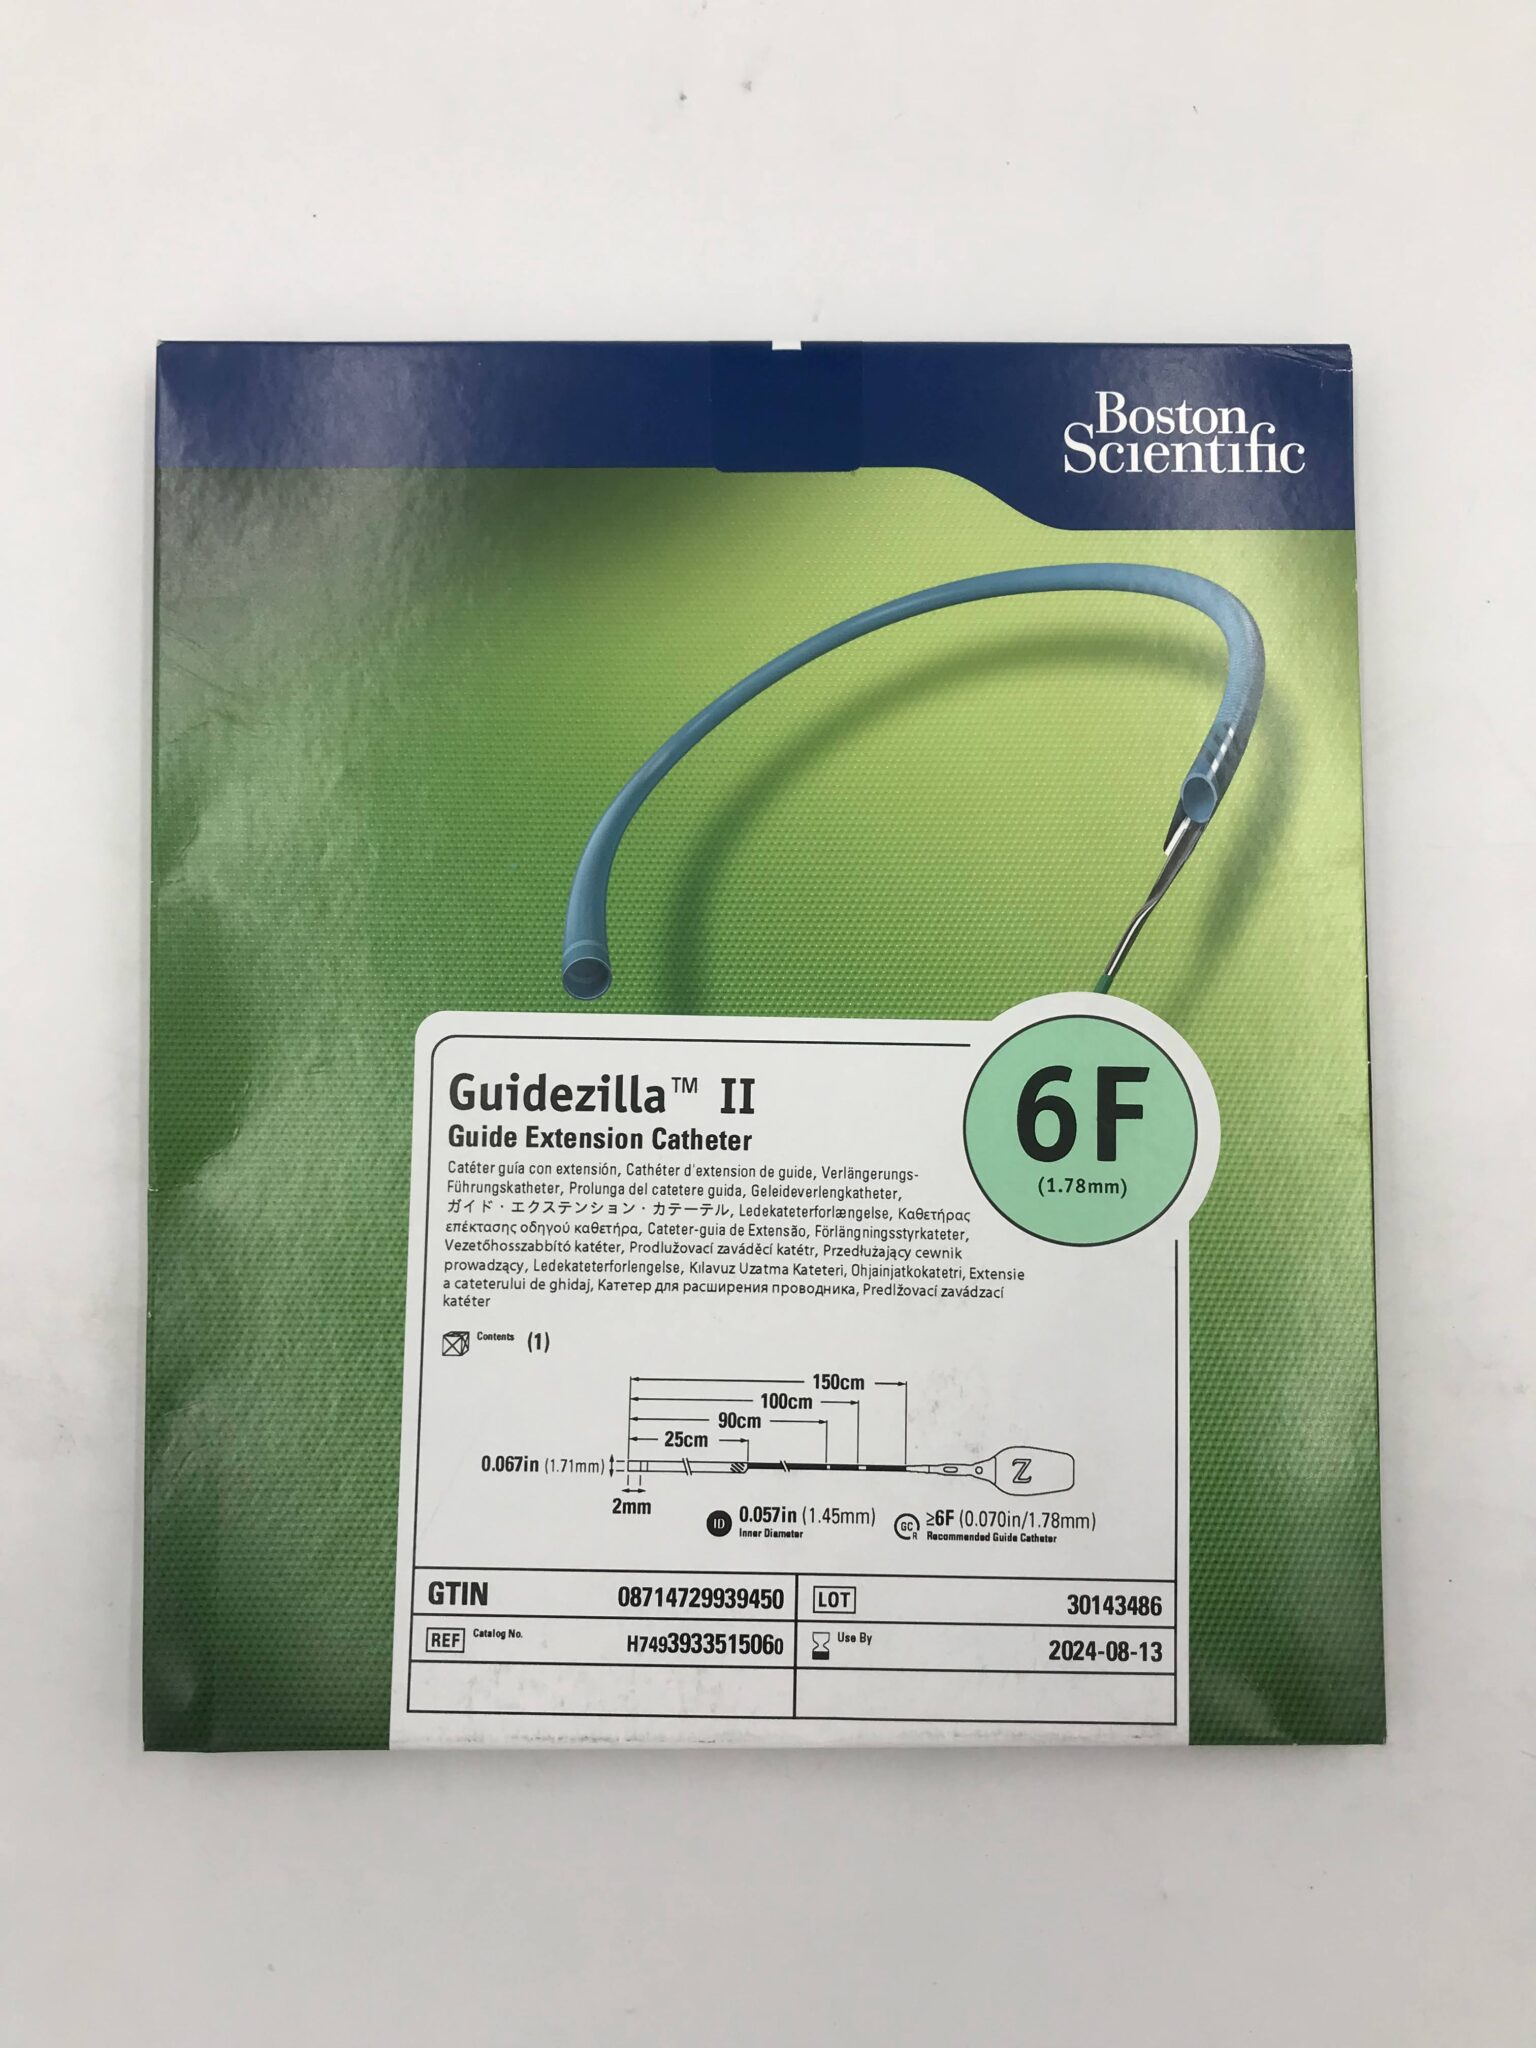 Boston
Scientific
Guidezilla™ II
Guide Extension Catheter
6F
(1.78mm)
Catéter guía con extensión, Cathéter d'extension de guide, Verlängerungs-
Führungskatheter, Prolunga del catetere guida, Geleideverlengkatheter,
ガイド・エクステンション・カテーテル, Ledekateterforlængelse, Καθετήρας
επέκτασης οδηγού καθετήρα, Cateter-guia de Extensão, Förlängningsstyrkateter,
Vezetőhosszabbító katéter, Prodlužovací zaváděcí katétr, Przedłużający cewnik
prowadzący, Ledekateterforlengelse, Kılavuz Uzatma Kateteri, Ohjainjatkokatetri, Extensie
a cateterului de ghidaj, Катетер для расширения проводника, Predlžovací zavádzací
katéter
Contents (1)
150cm
100cm
90cm
25cm
0.067in (1.71mm)
Z
2mm
ID 0.057in (1.45mm)
Inner Diameter
GC R ≥6F (0.070in/1.78mm)
Recommended Guide Catheter
GTIN 08714729939450
LOT 30143486
REF Catalog No. H7493933515060
Use By 2024-08-13